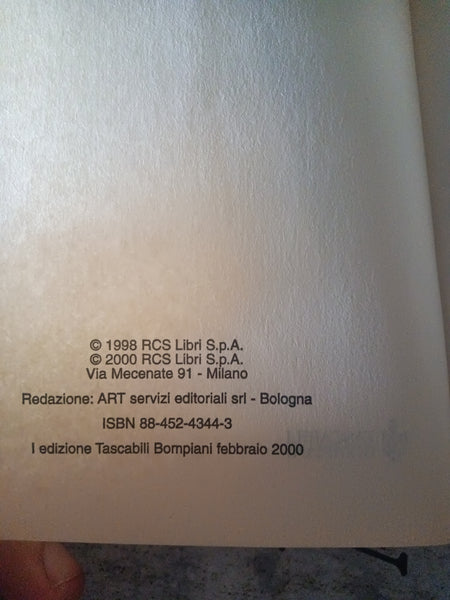 © 1998 RCS Libri S.p.A.
© 2000 RCS Libri S.p.A.
Via Mecenate 91 - Milano
Redazione: ART servizi editoriali srl - Bologna
ISBN 88-452-4344-3
I edizione Tascabili Bompiani febbraio 2000